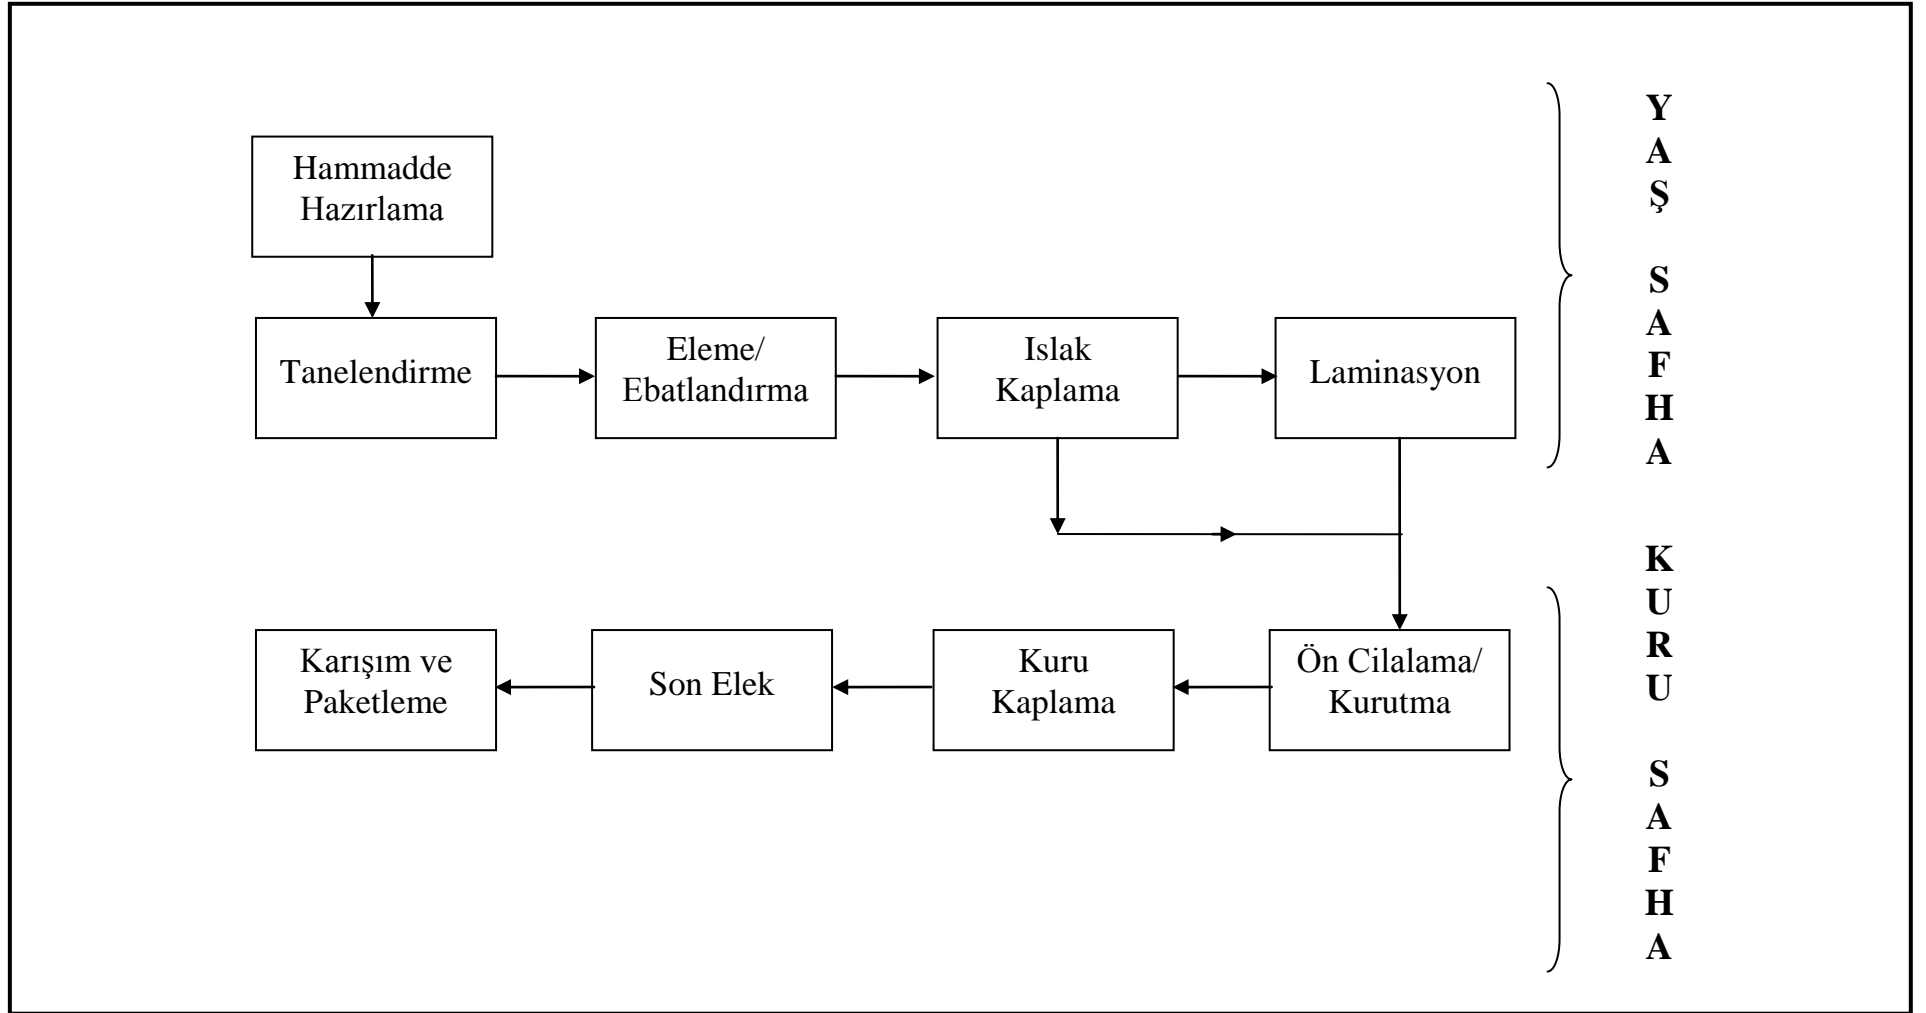 Hammadde
Hazırlama
Tanelendirme
Eleme/
Ebatlandırma
Islak
Kaplama
Laminasyon
Karışım ve
Paketleme
Son Elek
Kuru
Kaplama
Ön Cilalama/
Kurutma
Y
A
Ş
S
A
F
H
A
K
U
R
U
S
A
F
H
A